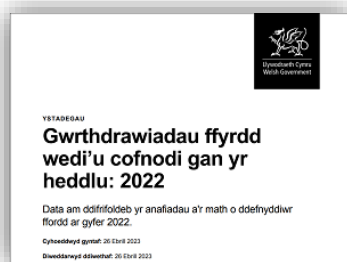 Llywodraeth Cymru
Welsh Government
YSTADEGAU
Gwrthdrawiadau ffyrdd
wedi'u cofnodi gan yr
heddlu: 2022
Data am ddifrifoldeb yr anafiadau a'r math o ddefnyddiwr
ffordd ar gyfer 2022.
Cyhoeddwyd gyntaf: 26 Ebrill 2023
Diweddarwyd ddiwethaf: 26 Ebrill 2023